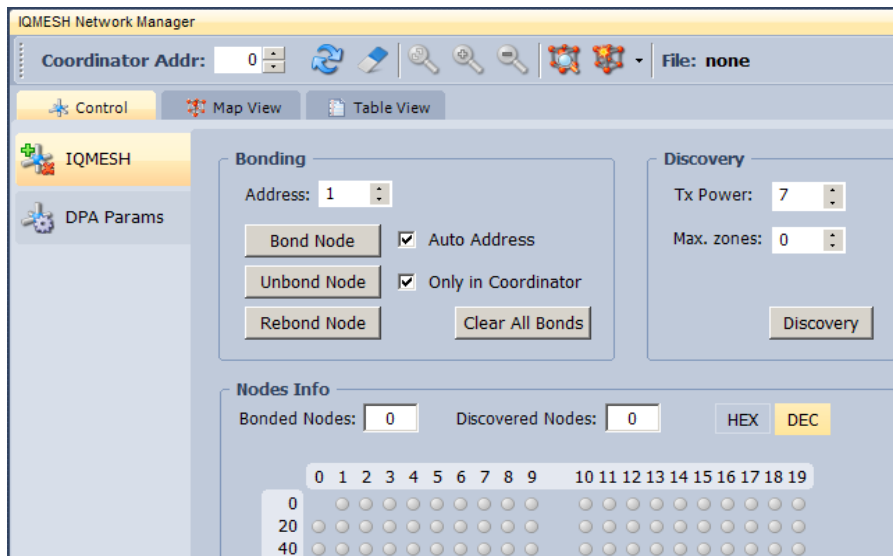 IQMESH Network Manager
Coordinator Addr: 0 File: none
Control Map View Table View
IQMESH
DPA Params
Bonding
Address: 1
Bond Node Auto Address
Unbond Node Only in Coordinator
Rebond Node Clear All Bonds
Discovery
Tx Power: 7
Max. zones: 0
Discovery
Nodes Info
Bonded Nodes: 0 Discovered Nodes: 0 HEX DEC
0 1 2 3 4 5 6 7 8 9 10 11 12 13 14 15 16 17 18 19
0
20
40